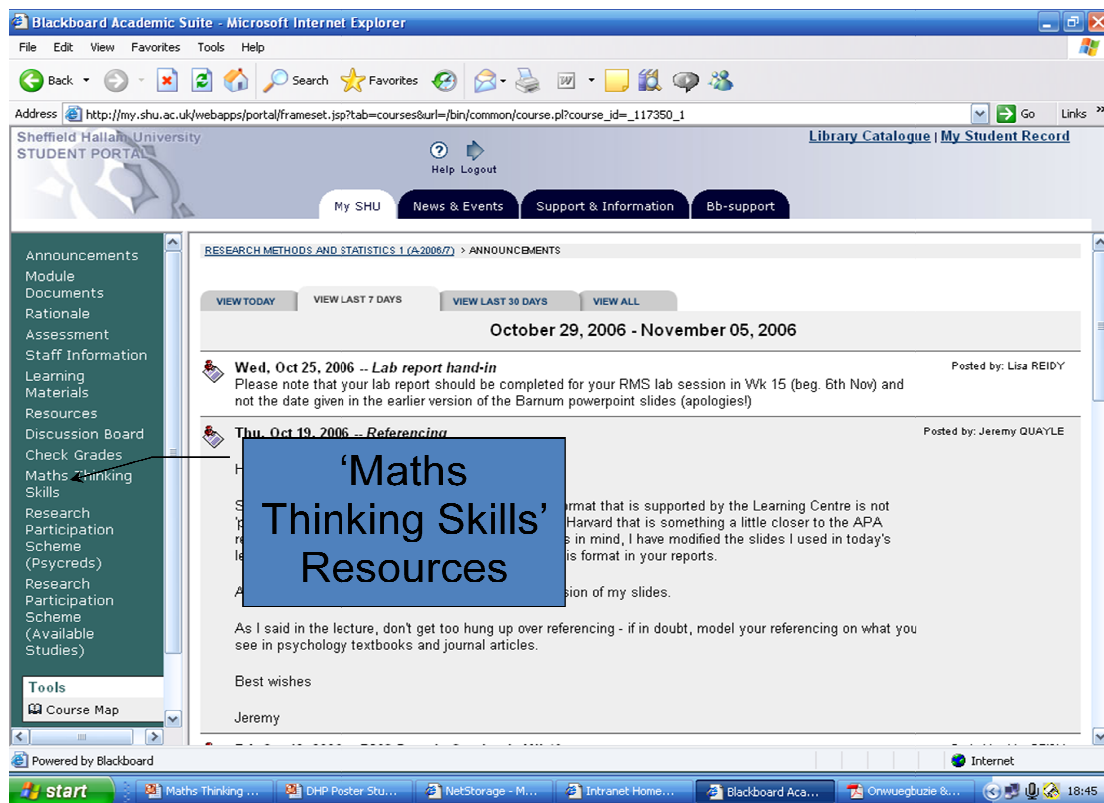 Blackboard Academic Suite - Microsoft Internet Explorer
File Edit View Favorites Tools Help
Back Search Favorites
Address http://my.shu.ac.uk/webapps/portal/frameset.jsp?tab=courses&url=/bin/common/course.pl?course_id=_117350_1 Go Links »
Sheffield Hallam University
STUDENT PORTAL
Library Catalogue | My Student Record
Help Logout
My SHU News & Events Support & Information Bb-support
Announcements
Module
Documents
Rationale
Assessment
Staff Information
Learning
Materials
Resources
Discussion Board
Check Grades
Maths Thinking
Skills
Research
Participation
Scheme
(Psycreds)
Research
Participation
Scheme
(Available
Studies)
Tools
Course Map
RESEARCH METHODS AND STATISTICS 1 (A-2006/7) > ANNOUNCEMENTS
VIEW TODAY VIEW LAST 7 DAYS VIEW LAST 30 DAYS VIEW ALL
October 29, 2006 - November 05, 2006
Wed, Oct 25, 2006 -- Lab report hand-in Posted by: Lisa REIDY
Please note that your lab report should be completed for your RMS lab session in Wk 15 (beg. 6th Nov) and
not the date given in the earlier version of the Barnum powerpoint slides (apologies!)
Thu, Oct 19, 2006 -- Referencing Posted by: Jeremy QUAYLE
‘Maths
Thinking Skills’
Resources
that is supported by the Learning Centre is not
Harvard that is something a little closer to the APA
in mind, I have modified the slides I used in today's
format in your reports.
of my slides.
As I said in the lecture, don't get too hung up over referencing - if in doubt, model your referencing on what you
see in psychology textbooks and journal articles.
Best wishes
Jeremy
Powered by Blackboard Internet
start Maths Thinking ... DHP Poster Stu... NetStorage - M... Intranet Home... Blackboard Aca... Onwuegbuzie &... 18:45